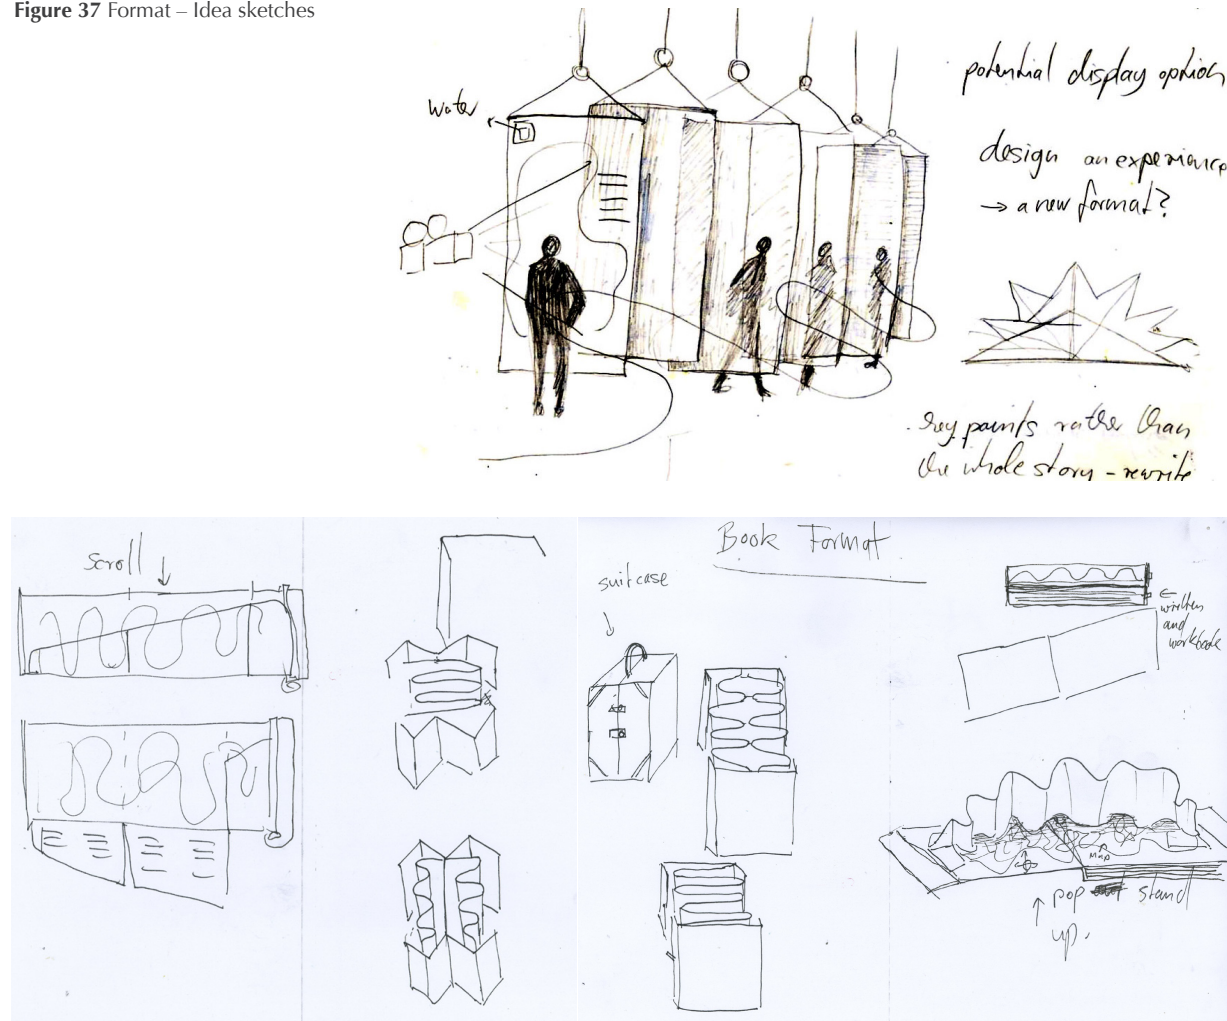 Figure 37 Format – Idea sketches
water
potential display option
design an experience
→ a new format?
key points rather than
the whole story – rewrite
scroll
Book Format
suitcase
written
and
workbook
MAP
pop stand
up.